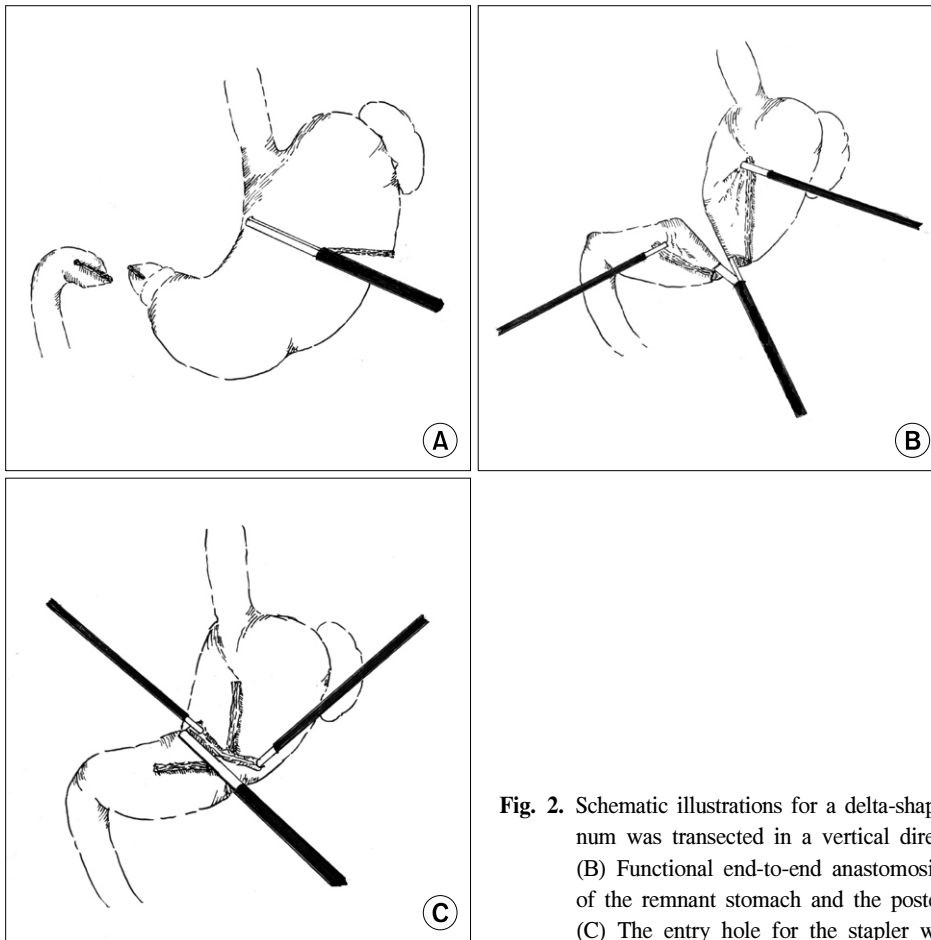 A
B
C
Fig. 2. Schematic illustrations for a delta-shap
num was transected in a vertical dire
(B) Functional end-to-end anastomosi
of the remnant stomach and the poste
(C) The entry hole for the stapler w